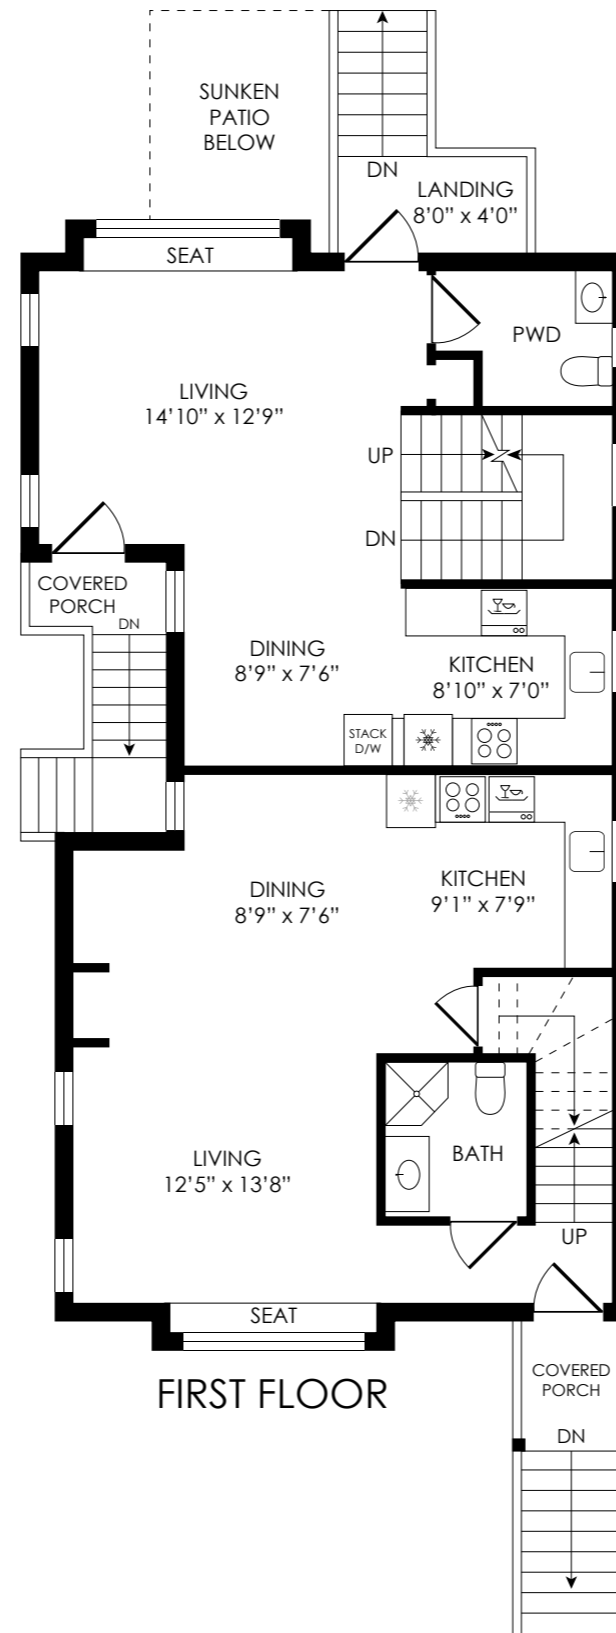 SUNKEN
PATIO
BELOW
DN
LANDING
8’0” x 4’0”
SEAT
PWD
LIVING
14’10” x 12’9”
UP
DN
COVERED
PORCH
DN
DINING
8’9” x 7’6”
KITCHEN
8’10” x 7’0”
STACK
D/W
DINING
8’9” x 7’6”
KITCHEN
9’1” x 7’9”
LIVING
12’5” x 13’8”
BATH
UP
SEAT
FIRST FLOOR
COVERED
PORCH
DN